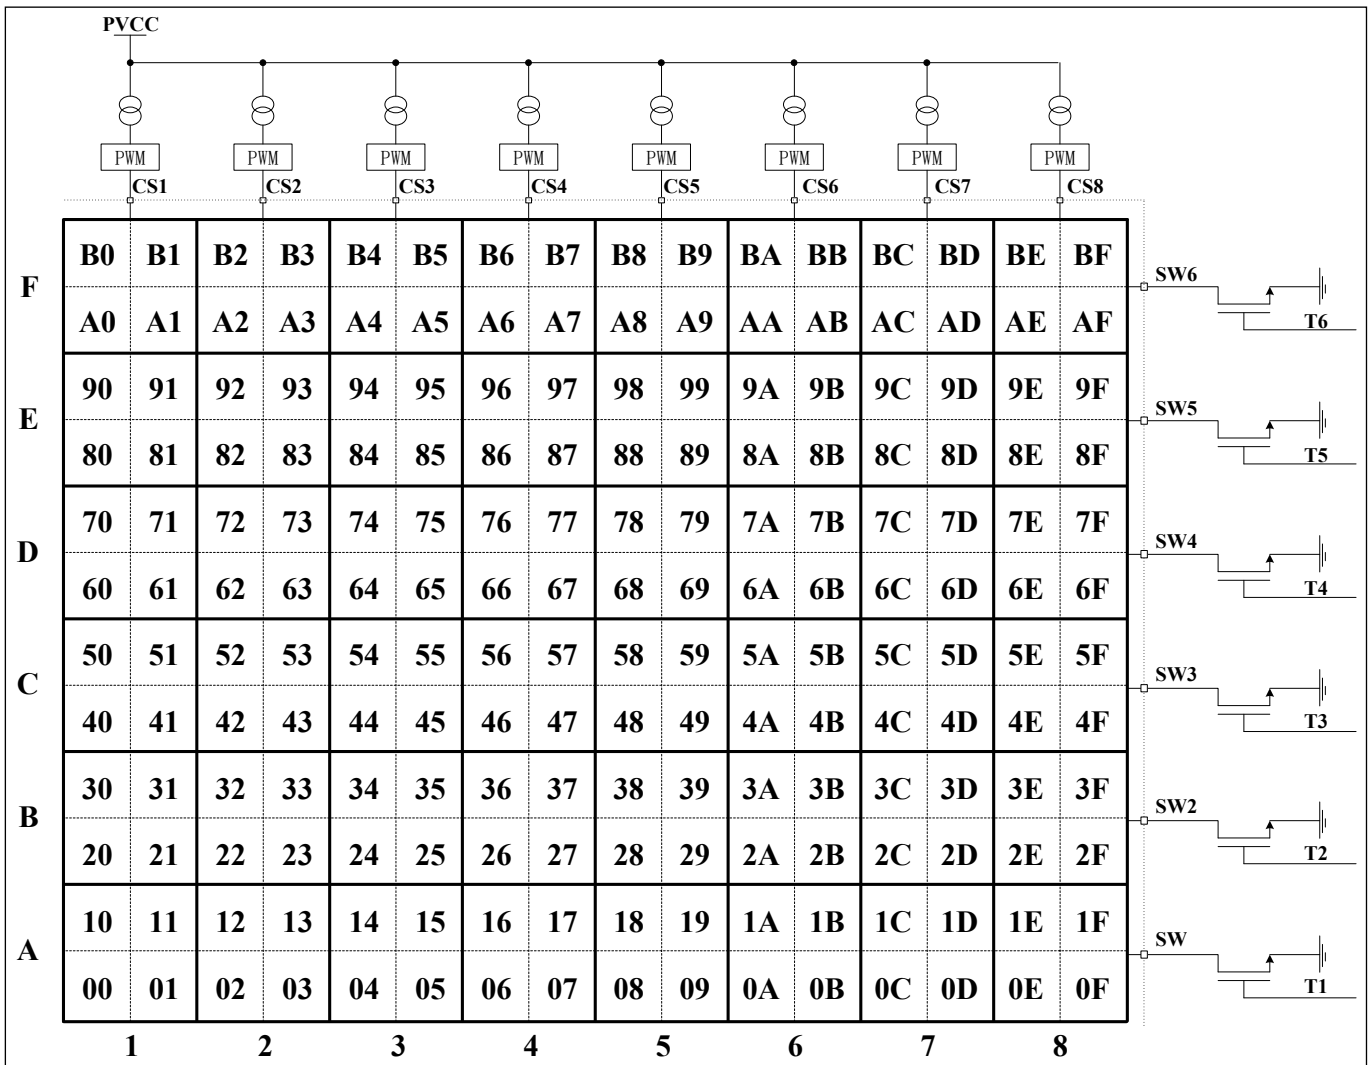 PVCC
PWM PWM PWM PWM PWM PWM PWM PWM
CS1 CS2 CS3 CS4 CS5 CS6 CS7 CS8
B0 B1 B2 B3 B4 B5 B6 B7 B8 B9 BA BB BC BD BE BF
SW6
F
A0 A1 A2 A3 A4 A5 A6 A7 A8 A9 AA AB AC AD AE AF
T6
90 91 92 93 94 95 96 97 98 99 9A 9B 9C 9D 9E 9F
SW5
E
80 81 82 83 84 85 86 87 88 89 8A 8B 8C 8D 8E 8F
T5
70 71 72 73 74 75 76 77 78 79 7A 7B 7C 7D 7E 7F
SW4
D
60 61 62 63 64 65 66 67 68 69 6A 6B 6C 6D 6E 6F
T4
50 51 52 53 54 55 56 57 58 59 5A 5B 5C 5D 5E 5F
SW3
C
40 41 42 43 44 45 46 47 48 49 4A 4B 4C 4D 4E 4F
T3
30 31 32 33 34 35 36 37 38 39 3A 3B 3C 3D 3E 3F
SW2
B
20 21 22 23 24 25 26 27 28 29 2A 2B 2C 2D 2E 2F
T2
10 11 12 13 14 15 16 17 18 19 1A 1B 1C 1D 1E 1F
SW
A
00 01 02 03 04 05 06 07 08 09 0A 0B 0C 0D 0E 0F
T1
1 2 3 4 5 6 7 8